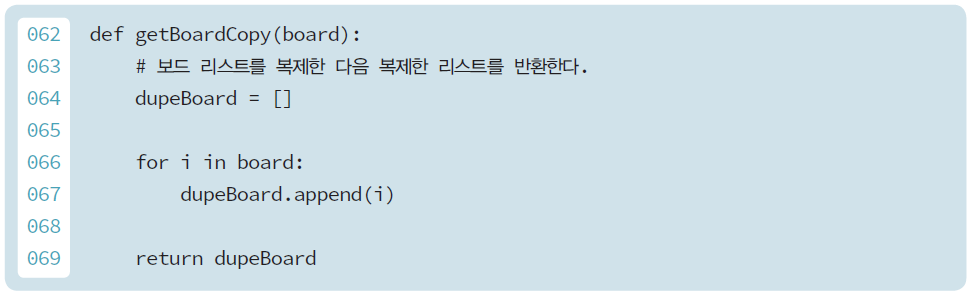 062 def getBoardCopy(board):
063     # 보드 리스트를 복제한 다음 복제한 리스트를 반환한다.
064     dupeBoard = []
065
066     for i in board:
067         dupeBoard.append(i)
068
069     return dupeBoard